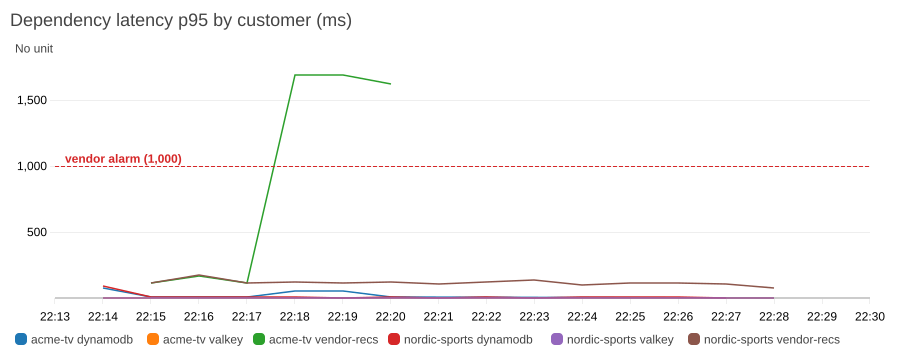 Dependency latency p95 by customer (ms)
No unit
1,500
vendor alarm (1,000)
1,000
500
22:13 22:14 22:15 22:16 22:17 22:18 22:19 22:20 22:21 22:22 22:23 22:24 22:25 22:26 22:27 22:28 22:29 22:30
acme-tv dynamodb acme-tv valkey acme-tv vendor-recs nordic-sports dynamodb nordic-sports valkey nordic-sports vendor-recs